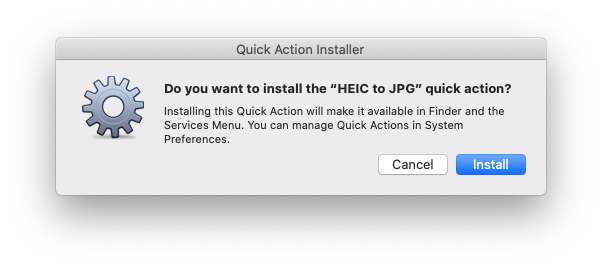 Quick Action Installer
Do you want to install the “HEIC to JPG” quick action?
Installing this Quick Action will make it available in Finder and the
Services Menu. You can manage Quick Actions in System
Preferences.
Cancel
Install